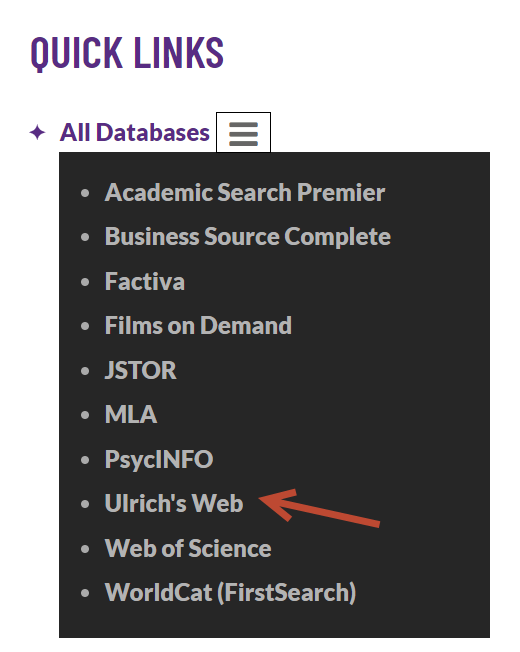 QUICK LINKS
All Databases
Academic Search Premier
Business Source Complete
Factiva
Films on Demand
JSTOR
MLA
PsycINFO
Ulrich's Web
Web of Science
WorldCat (FirstSearch)